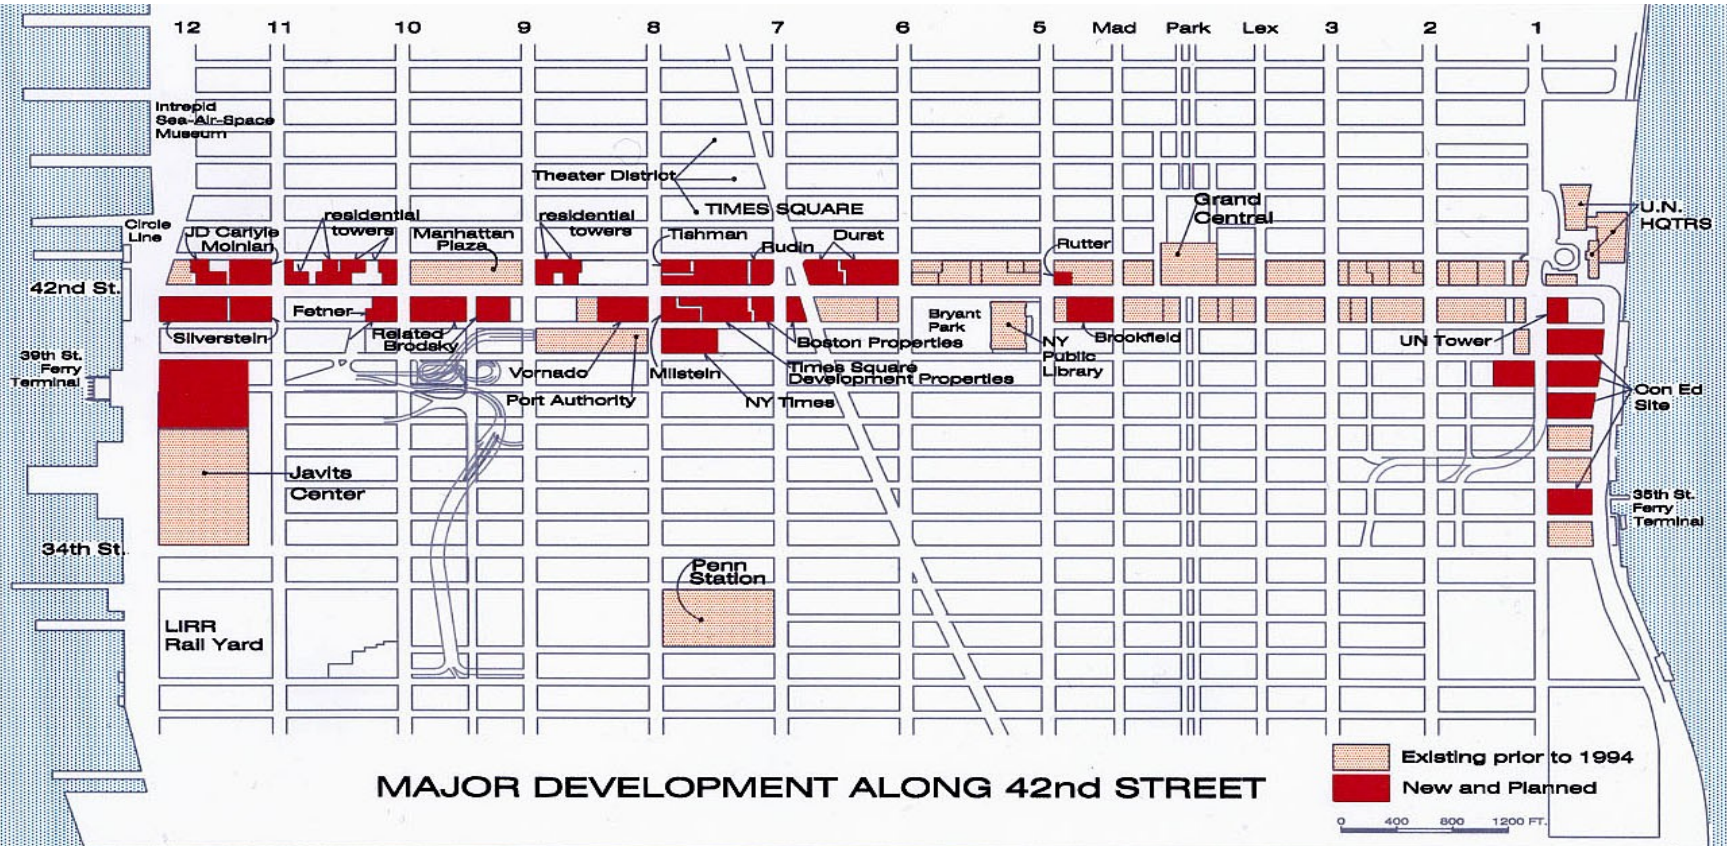 12 11 10 9 8 7 6 5 Mad Park Lex 3 2 1
Intrepid
Sea-Air-Space
Museum
Theater District
TIMES SQUARE
Grand
Central
U.N.
HQTRS
Circle
Line
JD Carlyle
Moinian
residential
towers
Manhattan
Plaza
residential
towers
Tishman
Rudin
Durst
Rutter
42nd St.
Fetner
Silverstein
Related
Brodsky
Bryant
Park
NY
Public
Library
Brookfield
UN Tower
Boston Properties
Times Square
Development Properties
Vornado
Milstein
Port Authority
NY Times
39th St.
Ferry
Terminal
Con Ed
Site
Javits
Center
35th St.
Ferry
Terminal
34th St.
Penn
Station
LIRR
Rail Yard
MAJOR DEVELOPMENT ALONG 42nd STREET
Existing prior to 1994
New and Planned
0 400 800 1200 FT.